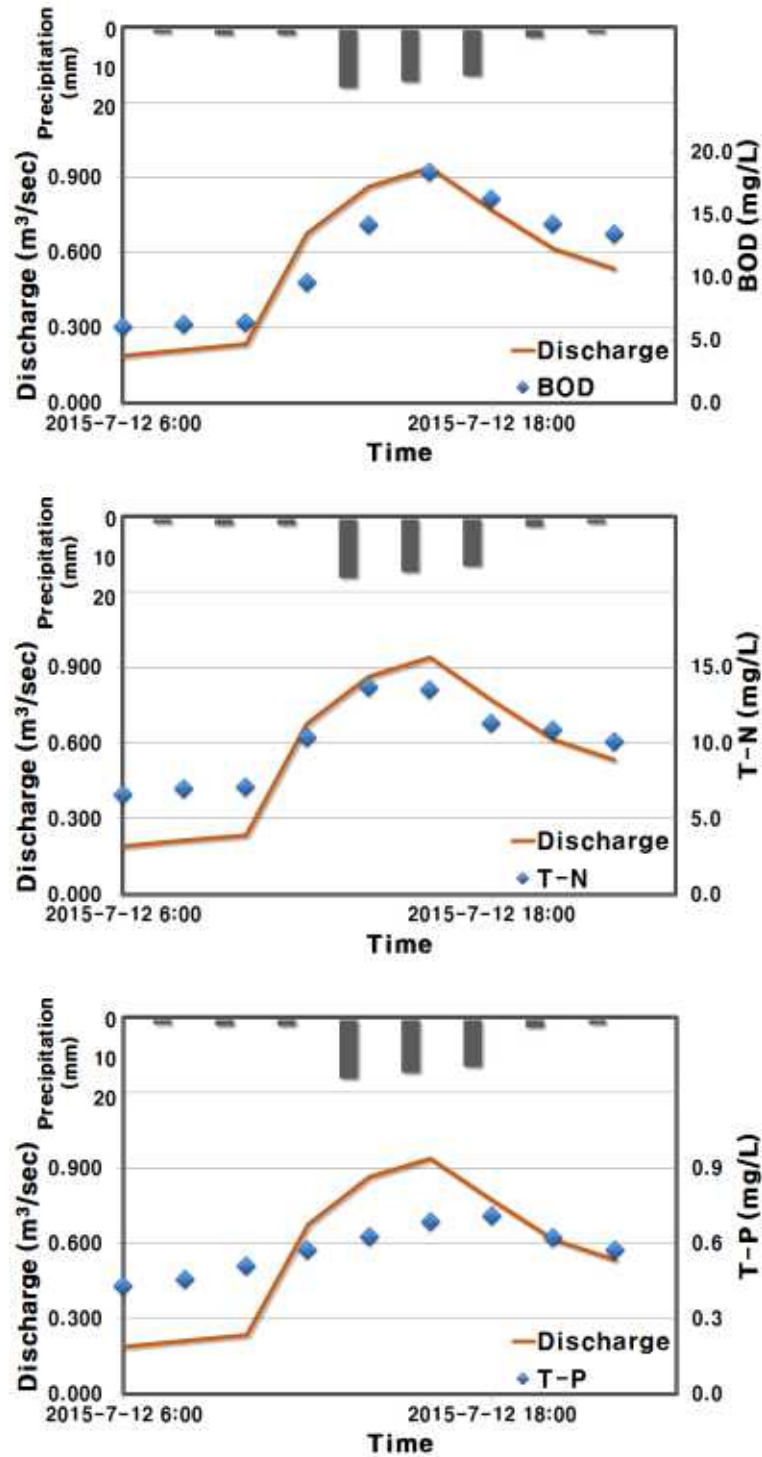 Precipitation
(mm)
0
10
20
Discharge (m³/sec)
0.900
0.600
0.300
0.000
BOD (mg/L)
20.0
15.0
10.0
5.0
0.0
Discharge
BOD
2015-7-12 6:00
2015-7-12 18:00
Time
Precipitation
(mm)
0
10
20
Discharge (m³/sec)
0.900
0.600
0.300
0.000
T-N (mg/L)
15.0
10.0
5.0
0.0
Discharge
T-N
2015-7-12 6:00
2015-7-12 18:00
Time
Precipitation
(mm)
0
10
20
Discharge (m³/sec)
0.900
0.600
0.300
0.000
T-P (mg/L)
0.9
0.6
0.3
0.0
Discharge
T-P
2015-7-12 6:00
2015-7-12 18:00
Time